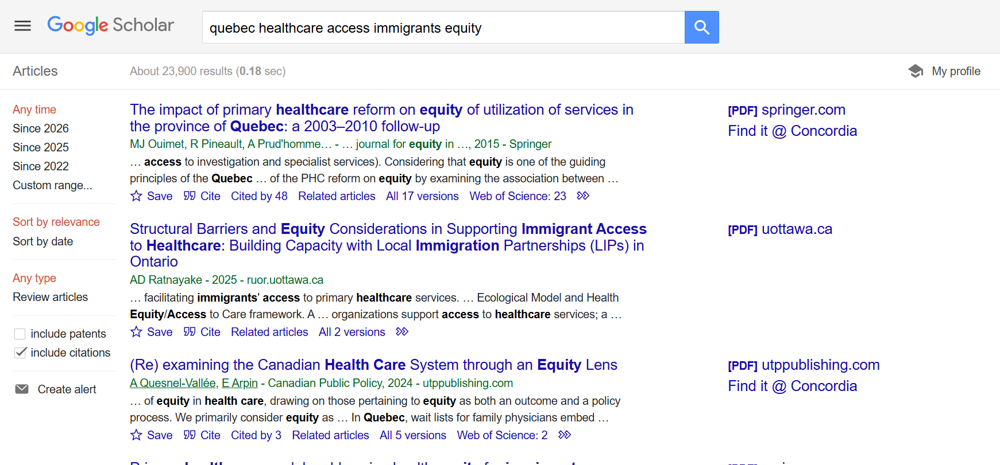 Google Scholar
quebec healthcare access immigrants equity
Articles
About 23,900 results (0.18 sec)
My profile
Any time
Since 2026
Since 2025
Since 2022
Custom range...
Sort by relevance
Sort by date
Any type
Review articles
include patents
include citations
Create alert
The impact of primary healthcare reform on equity of utilization of services in
the province of Quebec: a 2003–2010 follow-up
MJ Ouimet, R Pineault, A Prud'homme… - … journal for equity in …, 2015 - Springer
… access to investigation and specialist services). Considering that equity is one of the guiding
principles of the Quebec … of the PHC reform on equity by examining the association between …
Save Cite Cited by 48 Related articles All 17 versions Web of Science: 23
[PDF] springer.com
Find it @ Concordia
Structural Barriers and Equity Considerations in Supporting Immigrant Access
to Healthcare: Building Capacity with Local Immigration Partnerships (LIPs) in
Ontario
AD Ratnayake - 2025 - ruor.uottawa.ca
… facilitating immigrants' access to primary healthcare services. … Ecological Model and Health
Equity/Access to Care framework. A … organizations support access to healthcare services; a …
Save Cite Related articles All 2 versions
[PDF] uottawa.ca
(Re) examining the Canadian Health Care System through an Equity Lens
A Quesnel-Vallée, E Arpin - Canadian Public Policy, 2024 - utppublishing.com
… of equity in health care, drawing on those pertaining to equity as both an outcome and a policy
process. We primarily consider equity as … In Quebec, wait lists for family physicians embed …
Save Cite Cited by 3 Related articles All 5 versions Web of Science: 2
[PDF] utppublishing.com
Find it @ Concordia